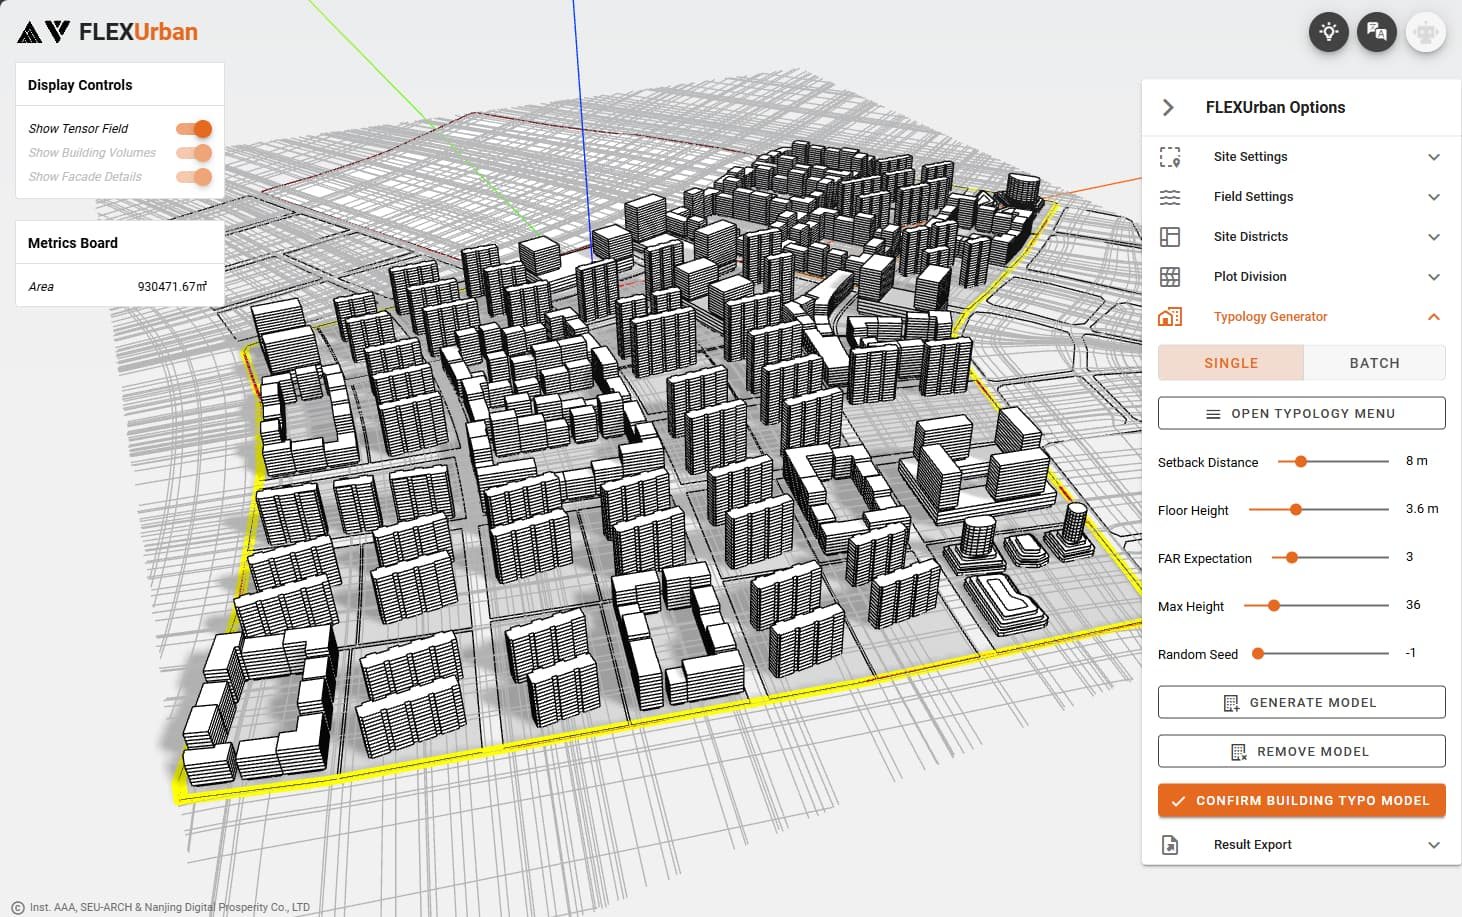 FLEXUrban
Display Controls
Show Tensor Field
Show Building Volumes
Show Facade Details
Metrics Board
Area 930471.67㎡
FLEXUrban Options
Site Settings
Field Settings
Site Districts
Plot Division
Typology Generator
SINGLE BATCH
OPEN TYPOLOGY MENU
Setback Distance 8 m
Floor Height 3.6 m
FAR Expectation 3
Max Height 36
Random Seed -1
GENERATE MODEL
REMOVE MODEL
CONFIRM BUILDING TYPO MODEL
Result Export
© Inst. AAA, SEU-ARCH & Nanjing Digital Prosperity Co., LTD